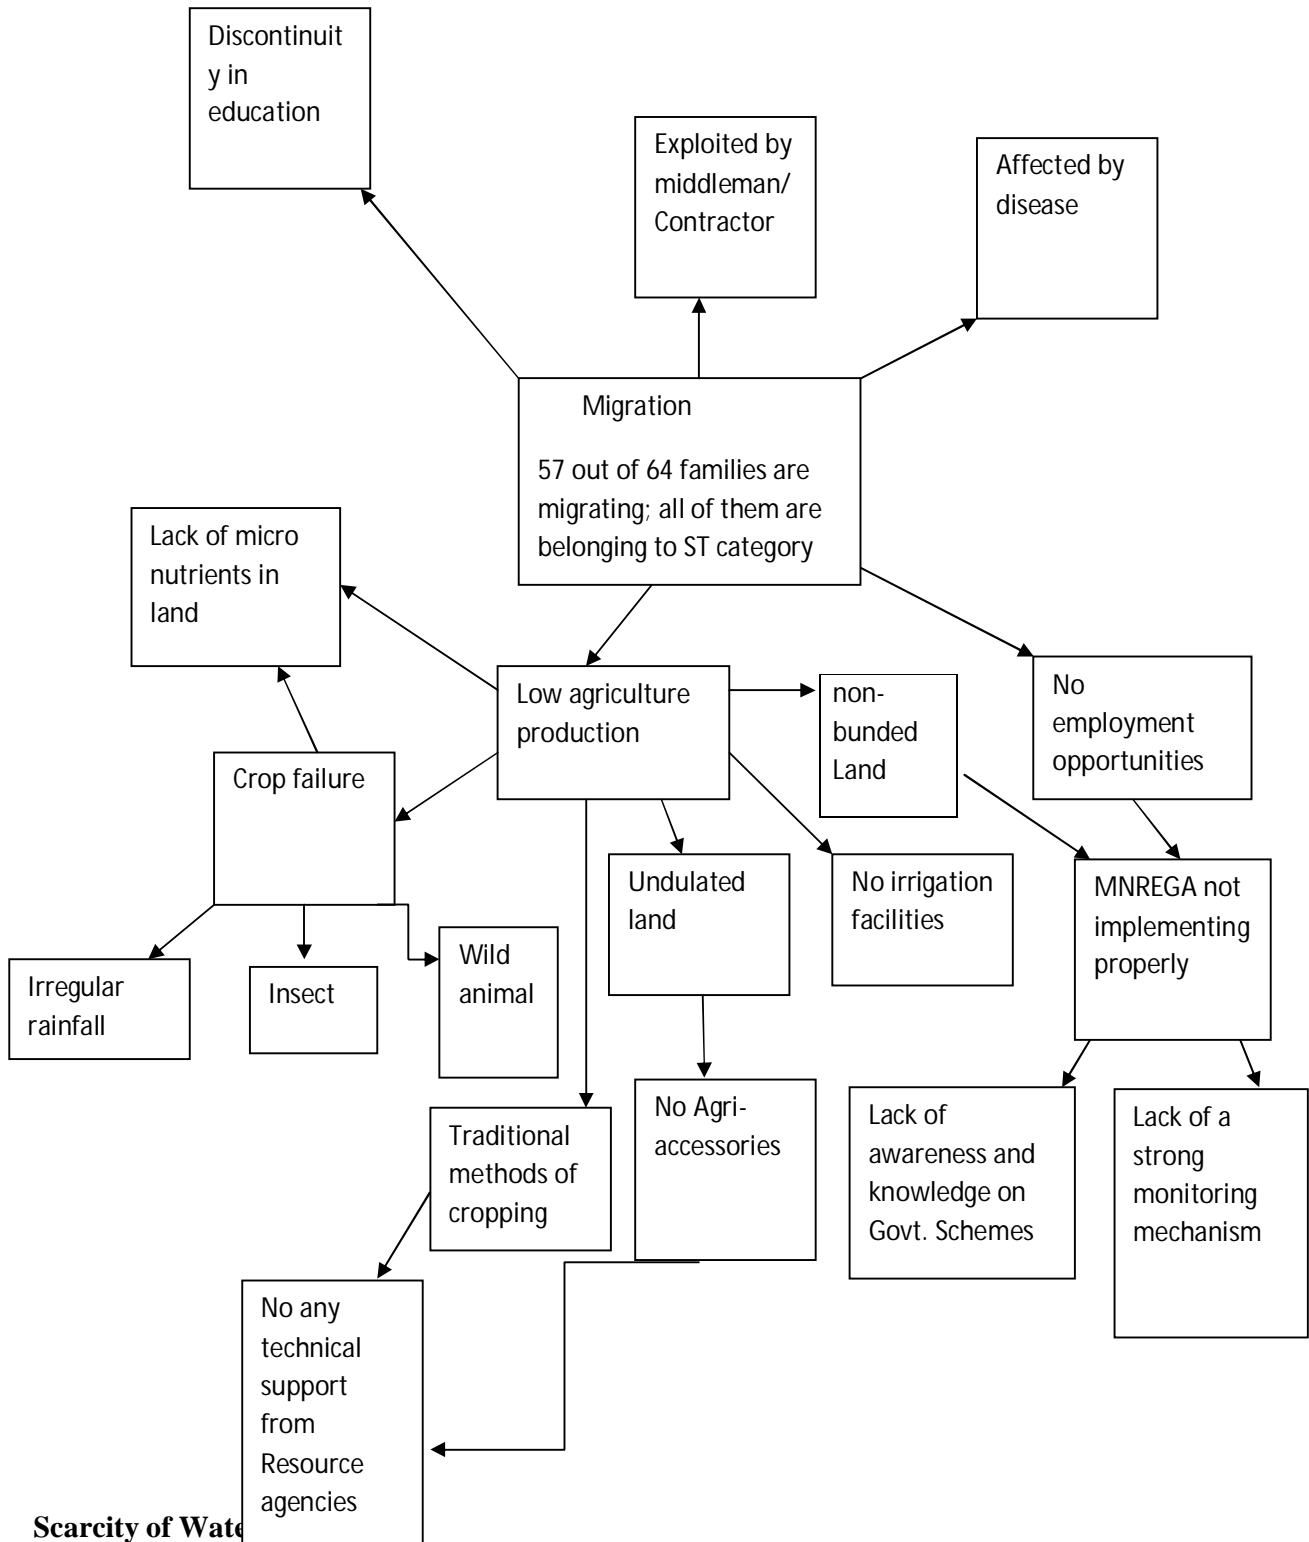 Discontinuit
y in
education
Exploited by
middleman/
Contractor
Affected by
disease
Migration
57 out of 64 families are
migrating; all of them are
belonging to ST category
Lack of micro
nutrients in
land
Low agriculture
production
non-
bunded
Land
No
employment
opportunities
Crop failure
Undulated
land
No irrigation
facilities
MNREGA not
implementing
properly
Irregular
rainfall
Insect
Wild
animal
Traditional
methods of
cropping
No Agri-
accessories
Lack of
awareness and
knowledge on
Govt. Schemes
Lack of a
strong
monitoring
mechanism
No any
technical
support
from
Resource
agencies
Scarcity of Wate